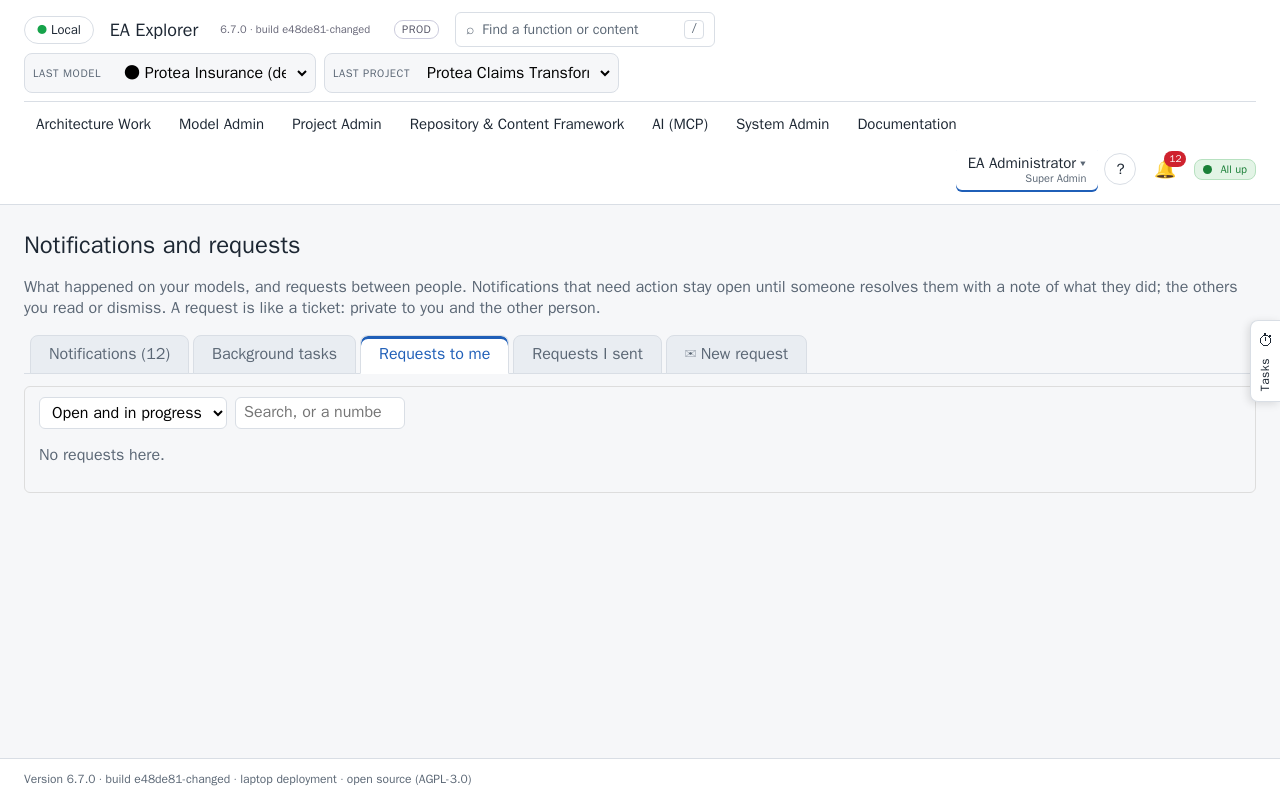 Local
EA Explorer
6.7.0 · build e48de81-changed
PROD
Find a function or content
/
LAST MODEL
Protea Insurance (de
LAST PROJECT
Protea Claims Transfor
Architecture Work
Model Admin
Project Admin
Repository & Content Framework
AI (MCP)
System Admin
Documentation
EA Administrator
Super Admin
?
12
All up
Notifications and requests
What happened on your models, and requests between people. Notifications that need action stay open until someone resolves them with a note of what they did; the others
you read or dismiss. A request is like a ticket: private to you and the other person.
Tasks
Notifications (12)
Background tasks
Requests to me
Requests I sent
New request
Open and in progress
Search, or a numbe
No requests here.
Version 6.7.0 · build e48de81-changed · laptop deployment · open source (AGPL-3.0)